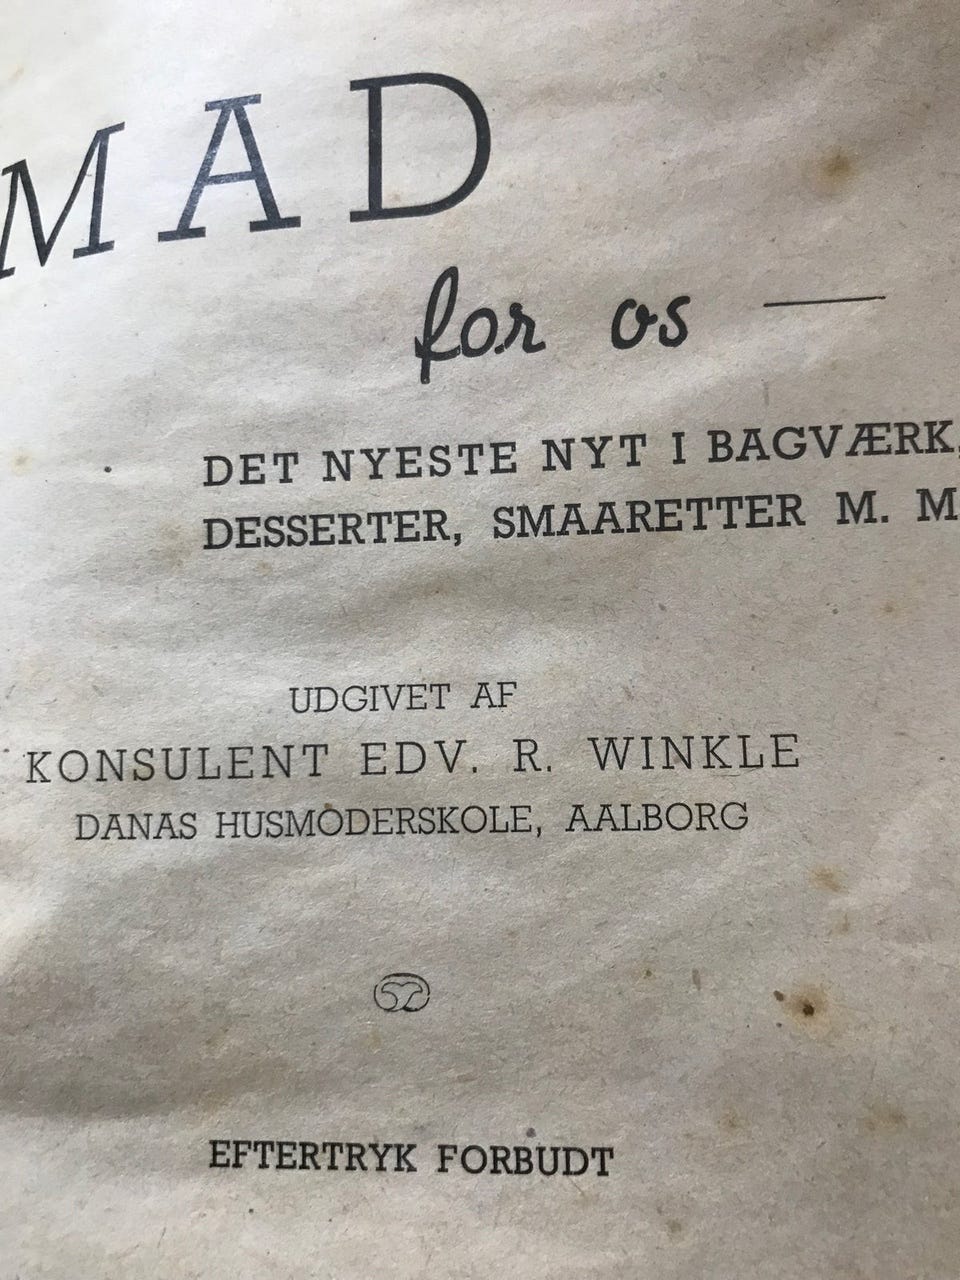 MAD
for os —
DET NYESTE NYT I BAGVÆRK,
DESSERTER, SMAARETTER M. M
UDGIVET AF
KONSULENT EDV. R. WINKLE
DANAS HUSMODERSKOLE, AALBORG
EFTERTRYK FORBUDT